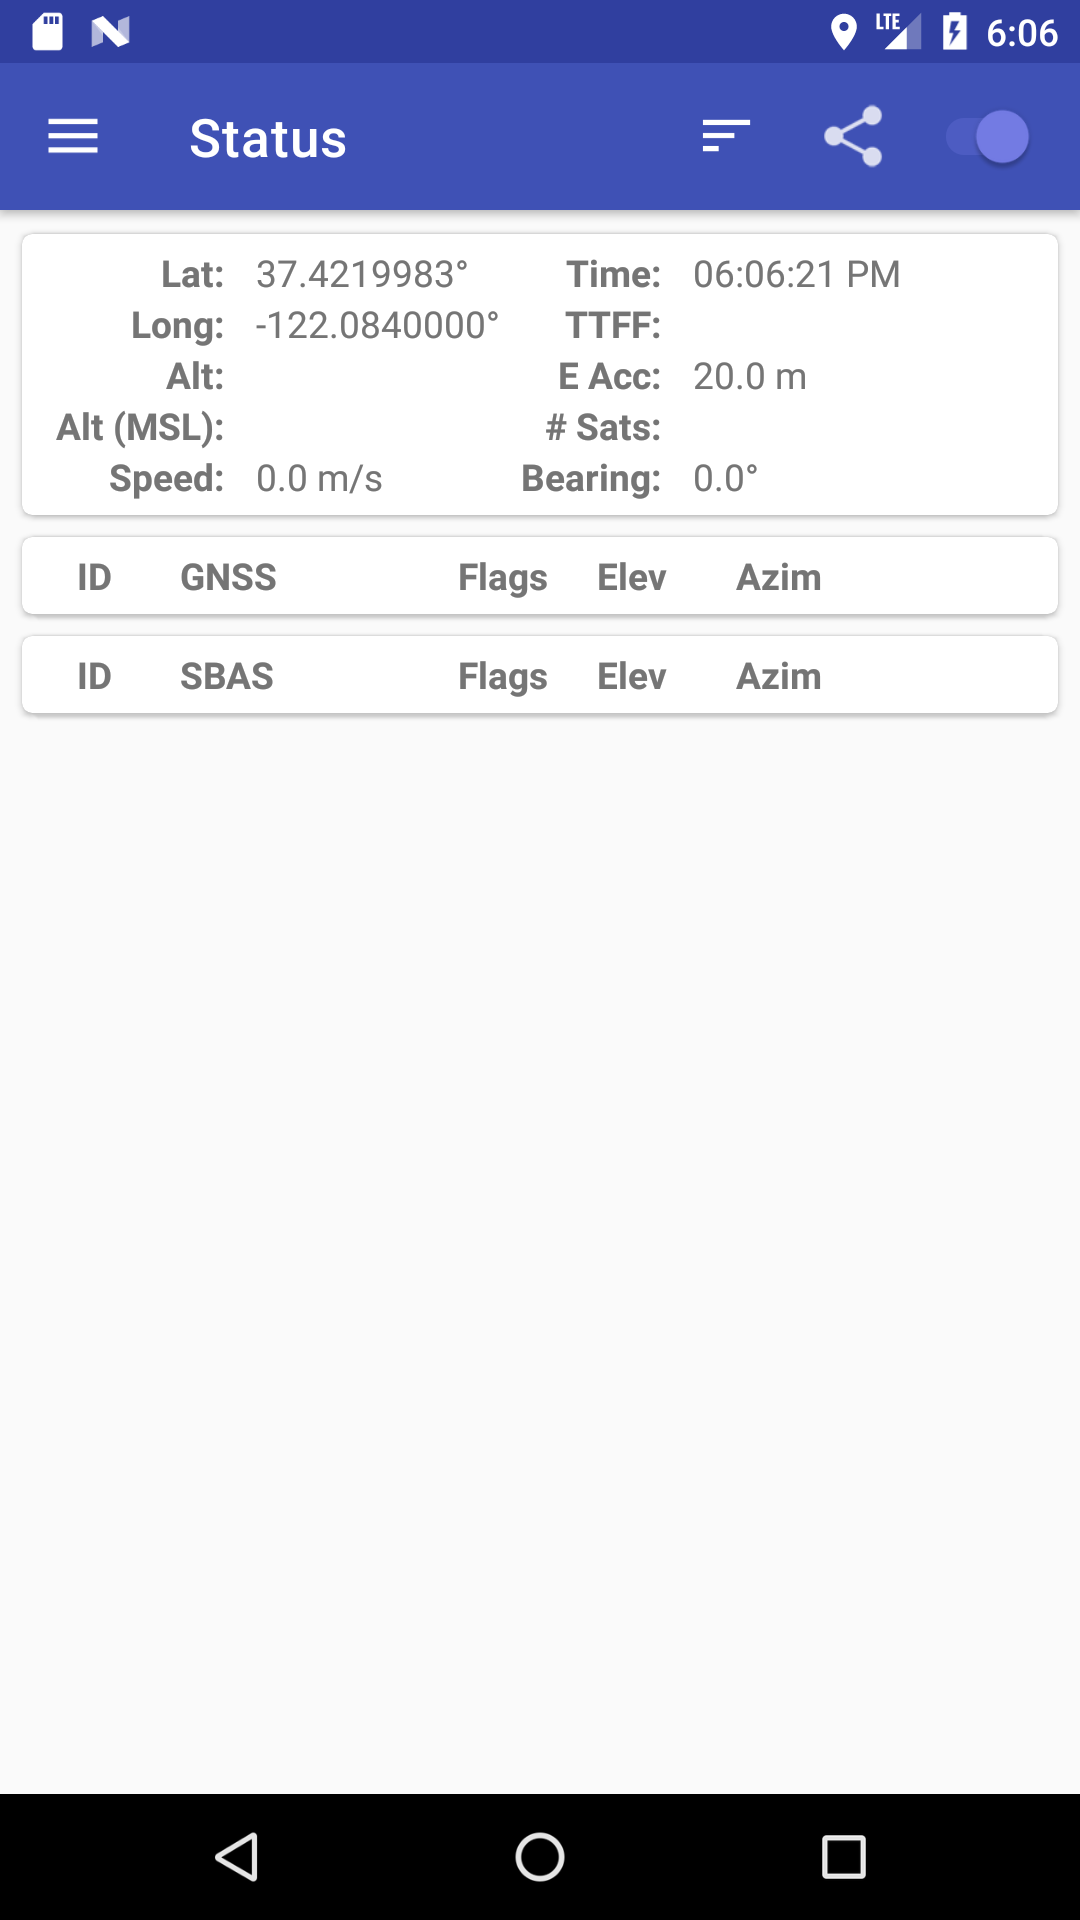 LTE 6:06
Status
Lat: 37.4219983° Time: 06:06:21 PM
Long: -122.0840000° TTFF:
Alt: E Acc: 20.0 m
Alt (MSL): # Sats:
Speed: 0.0 m/s Bearing: 0.0°
ID GNSS Flags Elev Azim
ID SBAS Flags Elev Azim